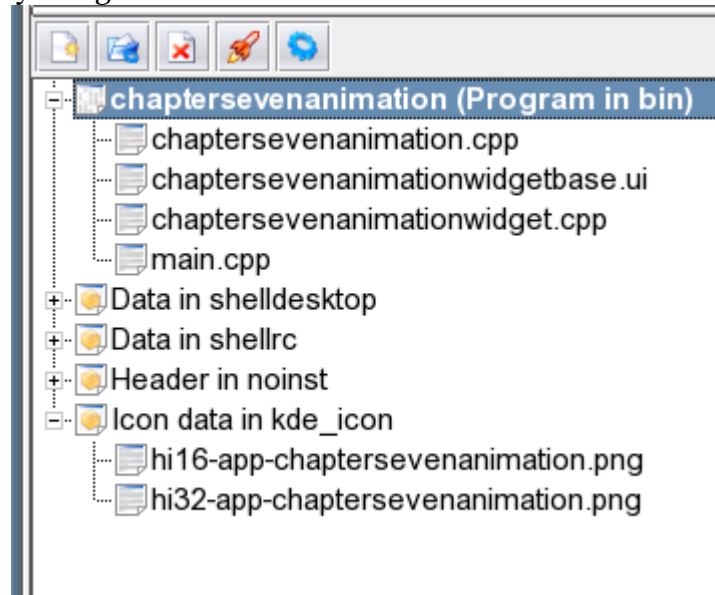 chaptersevenanimation (Program in bin)
chaptersevenanimation.cpp
chaptersevenanimationwidgetbase.ui
chaptersevenanimationwidget.cpp
main.cpp
Data in shelldesktop
Data in shellrc
Header in noinst
Icon data in kde_icon
hi16-app-chaptersevenanimation.png
hi32-app-chaptersevenanimation.png